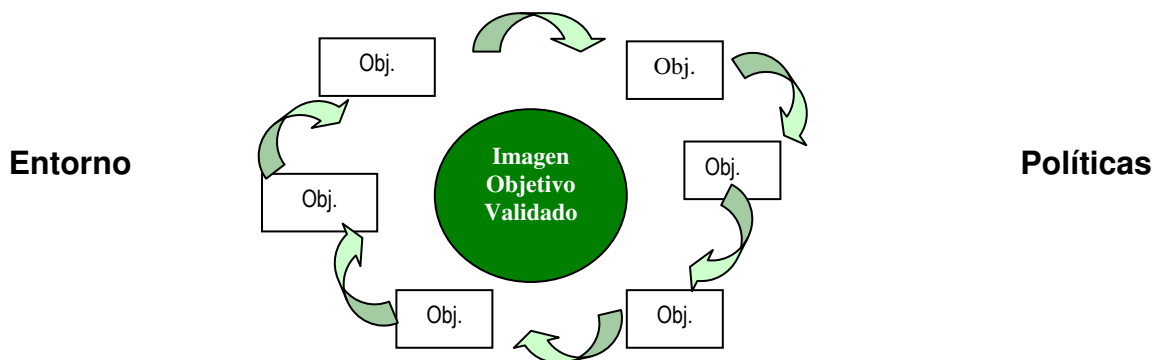 Obj.
Obj.
Entorno
Imagen
Objetivo
Validado
Obj.
Políticas
Obj.
Obj.
Obj.